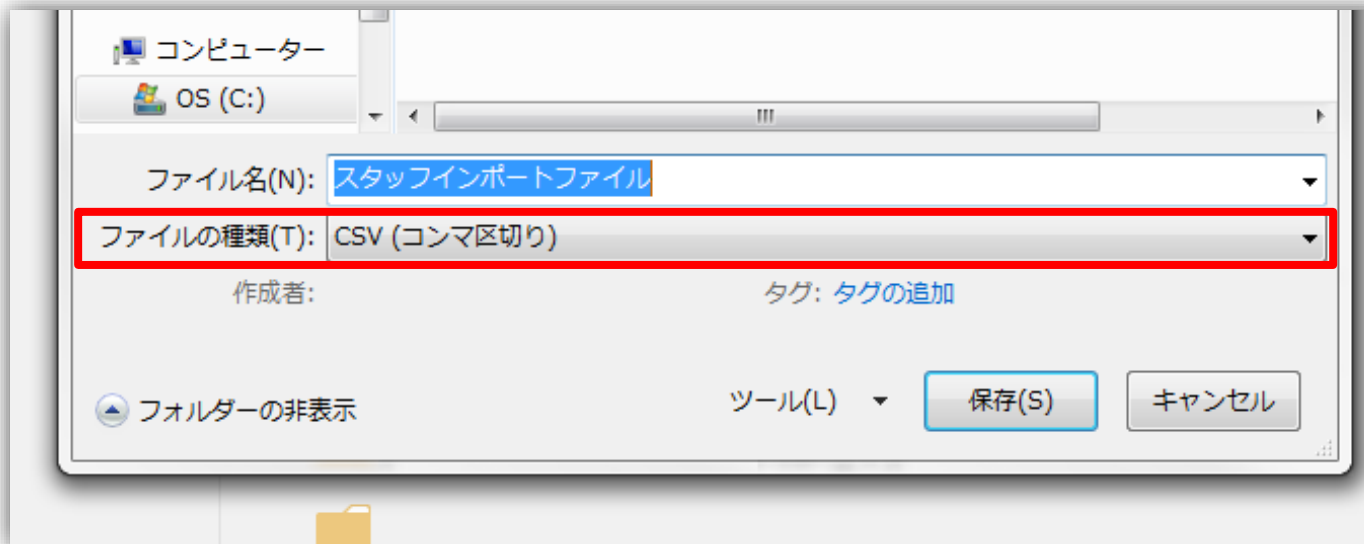 コンピューター
OS (C:)
ファイル名(N): スタッフインポートファイル
ファイルの種類(T): CSV (コンマ区切り)
作成者: タグ: タグの追加
フォルダーの非表示 ツール(L) 保存(S) キャンセル